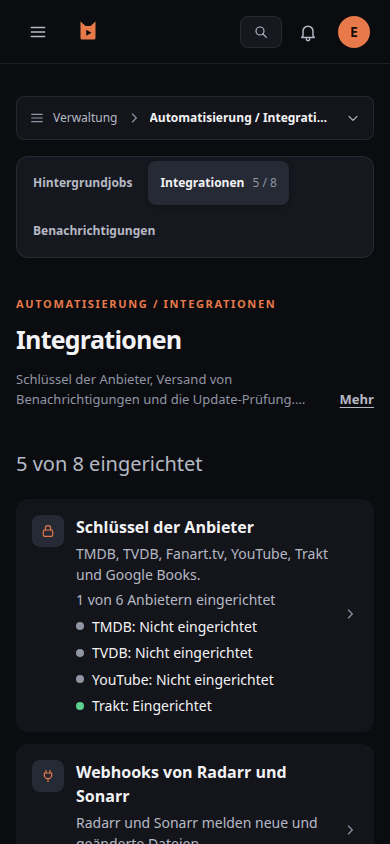 E
Verwaltung > Automatisierung / Integrati...
Hintergrundjobs
Integrationen 5 / 8
Benachrichtigungen
AUTOMATISIERUNG / INTEGRATIONEN
Integrationen
Schlüssel der Anbieter, Versand von
Benachrichtigungen und die Update-Prüfung.... Mehr
5 von 8 eingerichtet
Schlüssel der Anbieter
TMDB, TVDB, Fanart.tv, YouTube, Trakt
und Google Books.
1 von 6 Anbietern eingerichtet
TMDB: Nicht eingerichtet
TVDB: Nicht eingerichtet
YouTube: Nicht eingerichtet
Trakt: Eingerichtet
Webhooks von Radarr und
Sonarr
Radarr und Sonarr melden neue und
geänderte Dateien